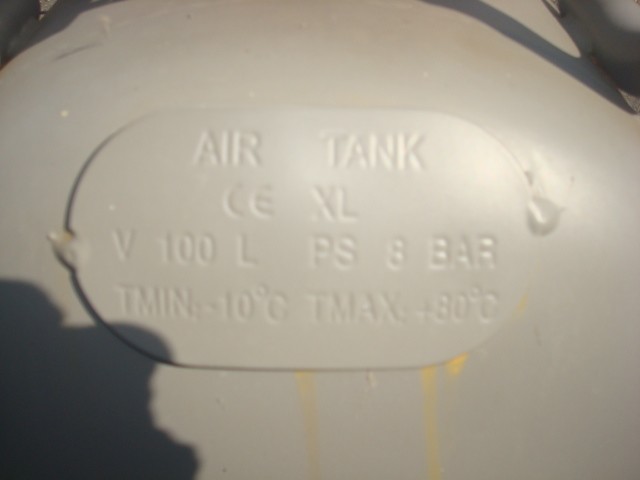 AIR TANK
CE XL
V 100 L PS 8 BAR
TMIN:-10°C TMAX:+80°C